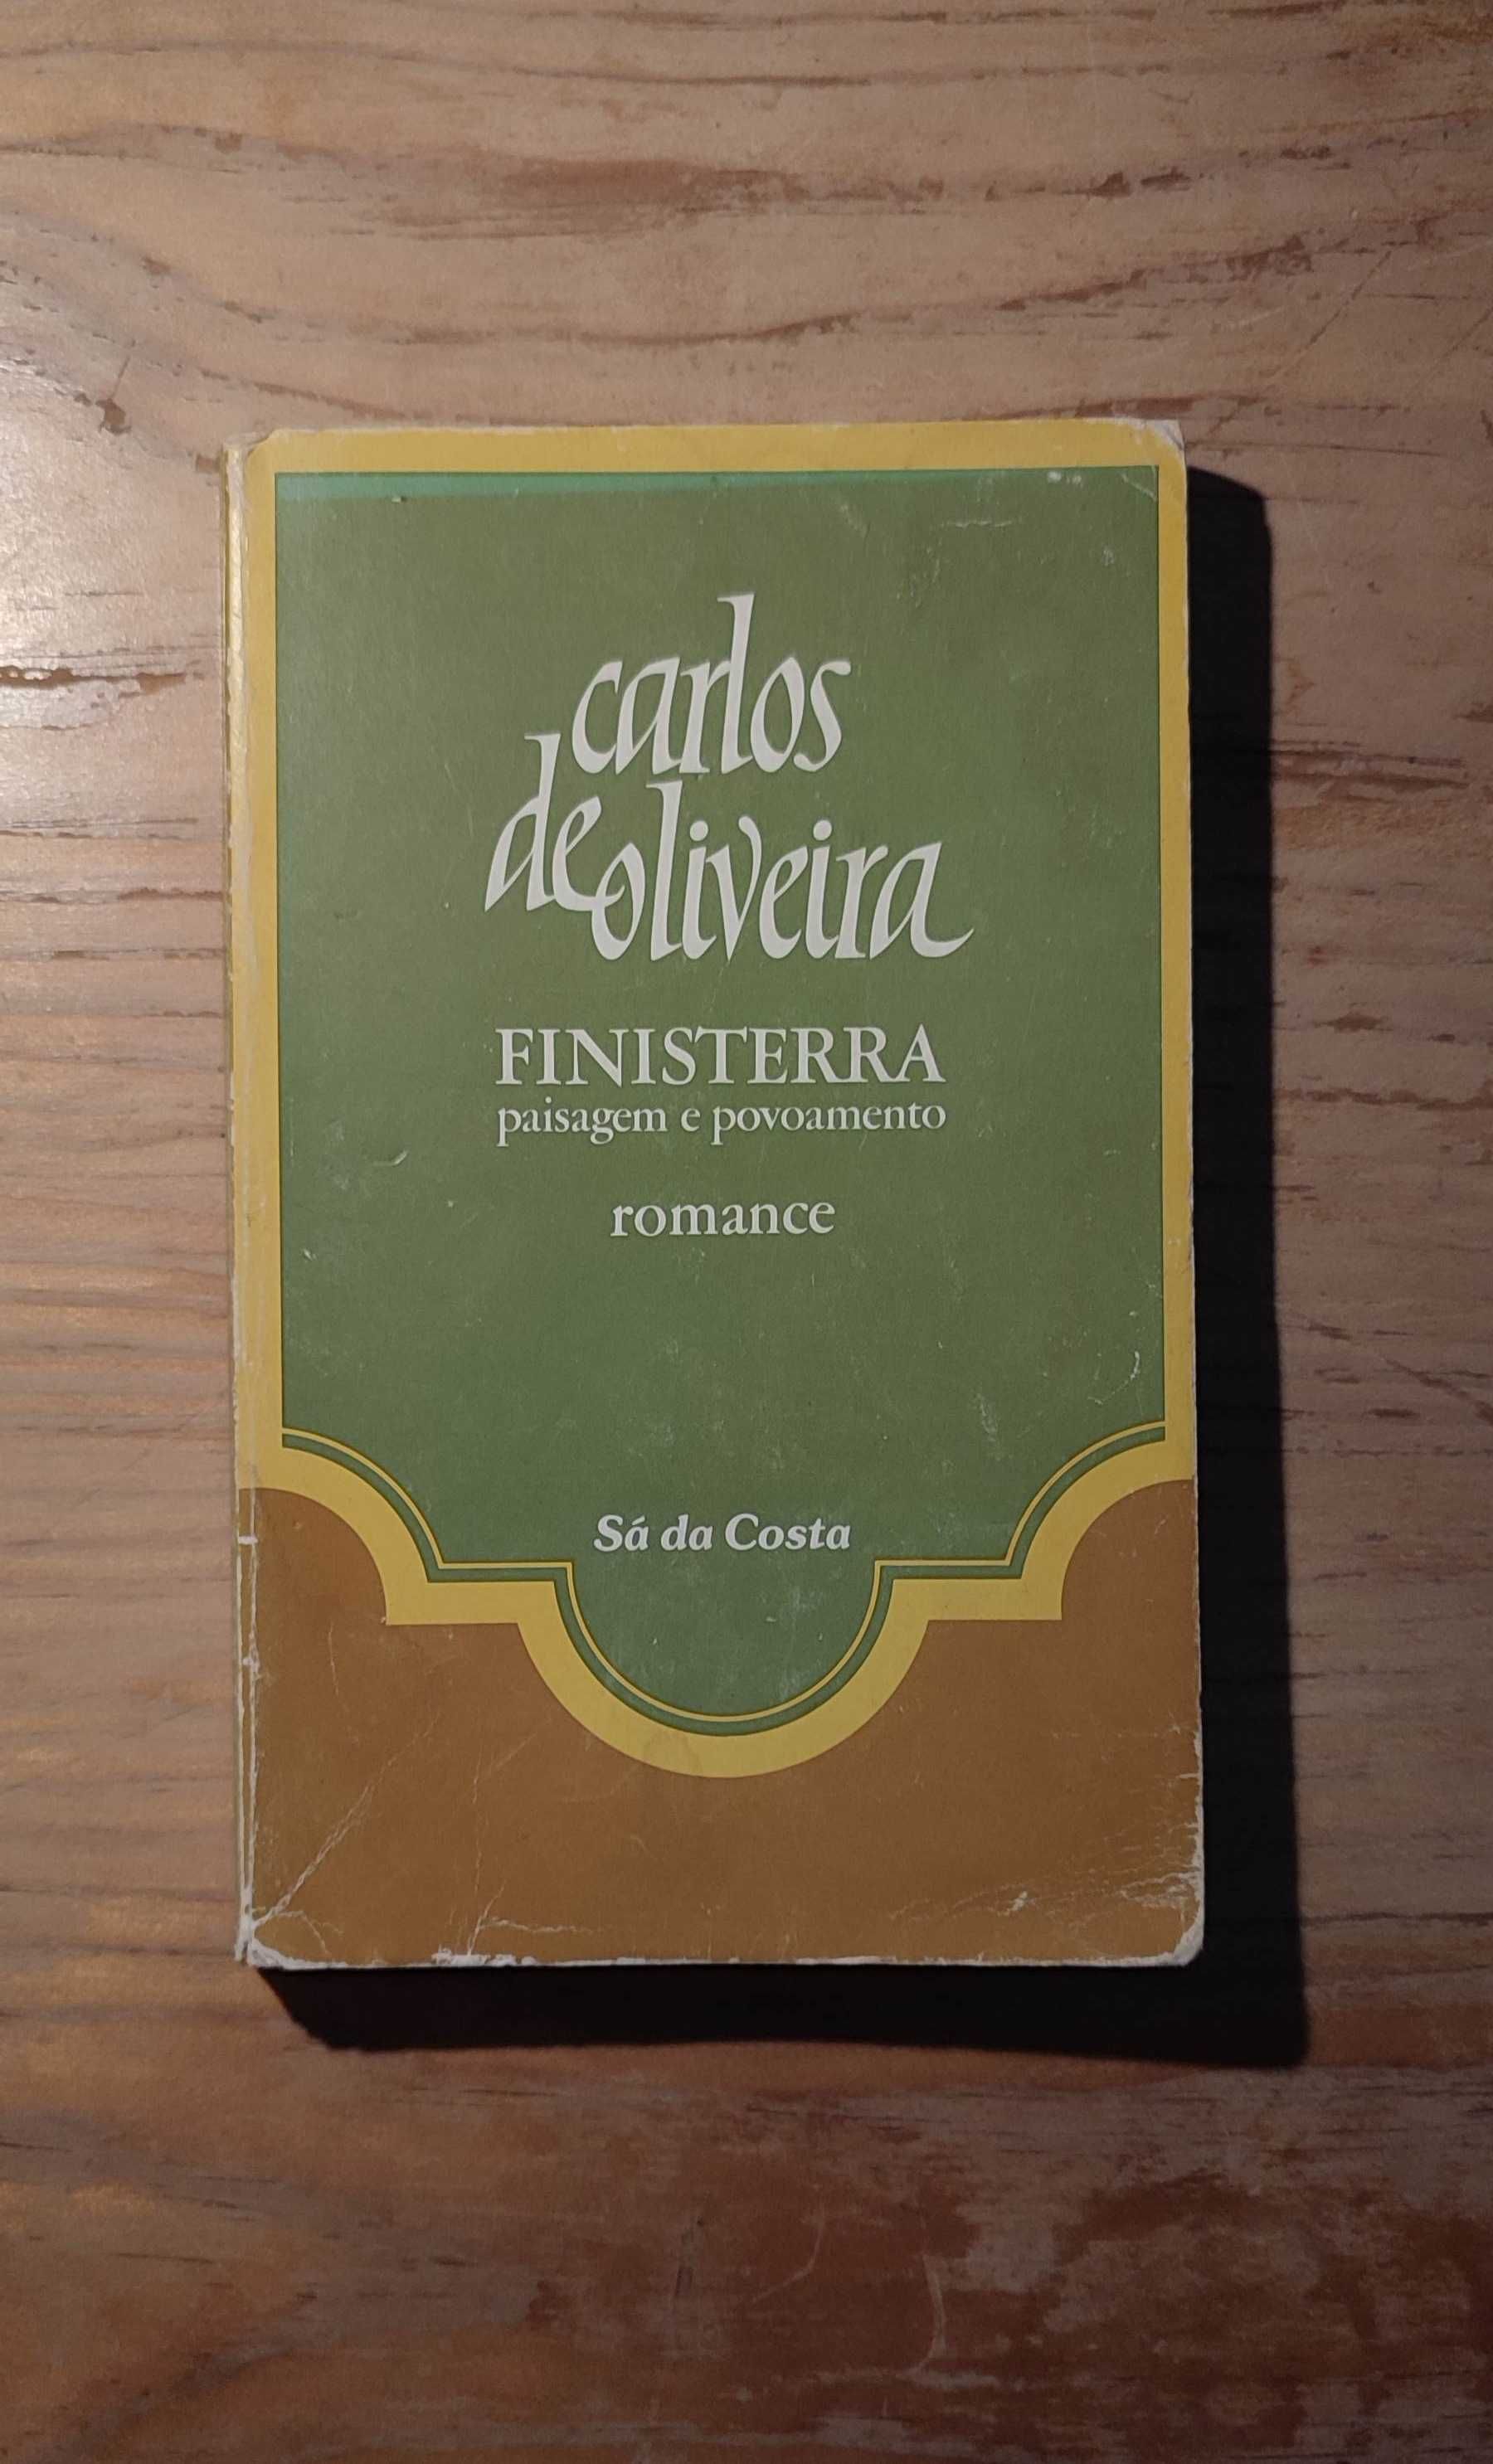 carlos
de oliveira
FINISTERRA
paisagem e povoamento
romance
Sá da Costa